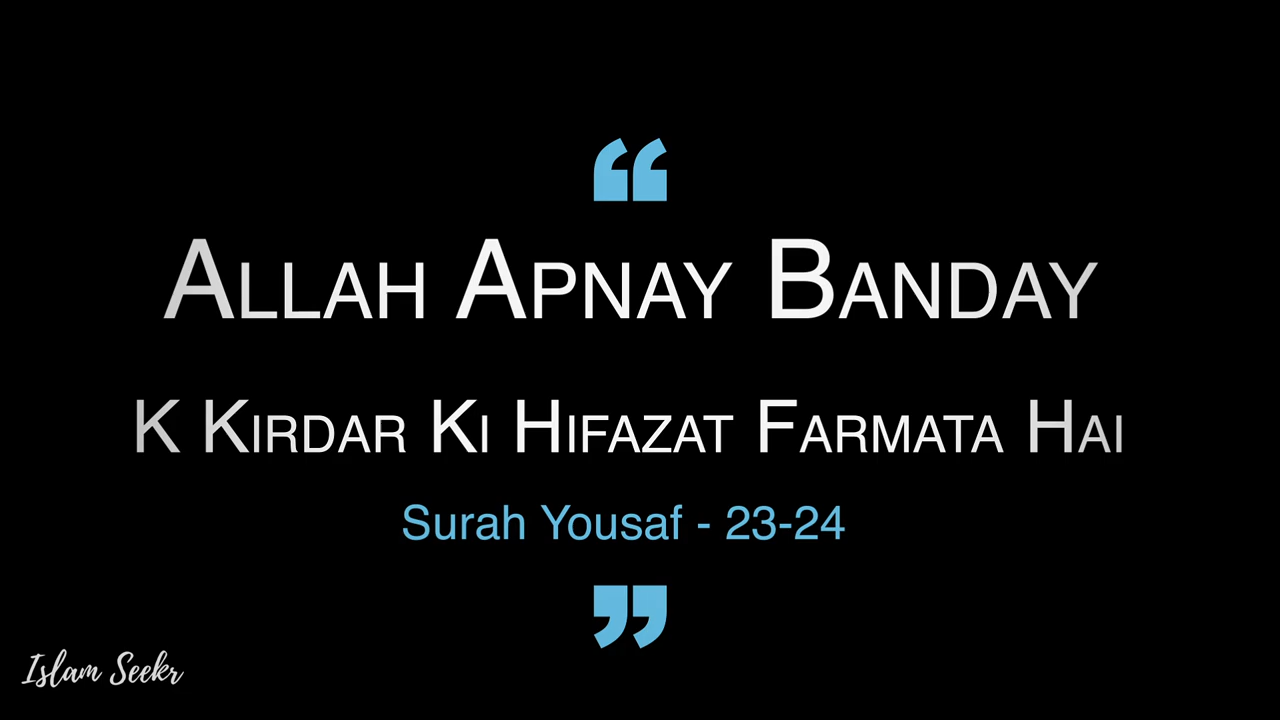 “
Allah Apnay Banday
K Kirdar Ki Hifazat Farmata Hai
Surah Yousaf - 23-24
”
Islam Seekr